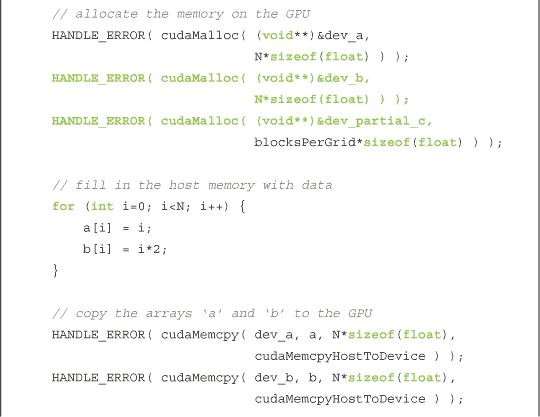 // allocate the memory on the GPU
HANDLE_ERROR( cudaMalloc( (void**)&dev_a,
N*sizeof(float) ) );
HANDLE_ERROR( cudaMalloc( (void**)&dev_b,
N*sizeof(float) ) );
HANDLE_ERROR( cudaMalloc( (void**)&dev_partial_c,
blocksPerGrid*sizeof(float) ) );
// fill in the host memory with data
for (int i=0; i<N; i++) {
a[i] = i;
b[i] = i*2;
}
// copy the arrays ‘a’ and ‘b’ to the GPU
HANDLE_ERROR( cudaMemcpy( dev_a, a, N*sizeof(float),
cudaMemcpyHostToDevice ) );
HANDLE_ERROR( cudaMemcpy( dev_b, b, N*sizeof(float),
cudaMemcpyHostToDevice ) );